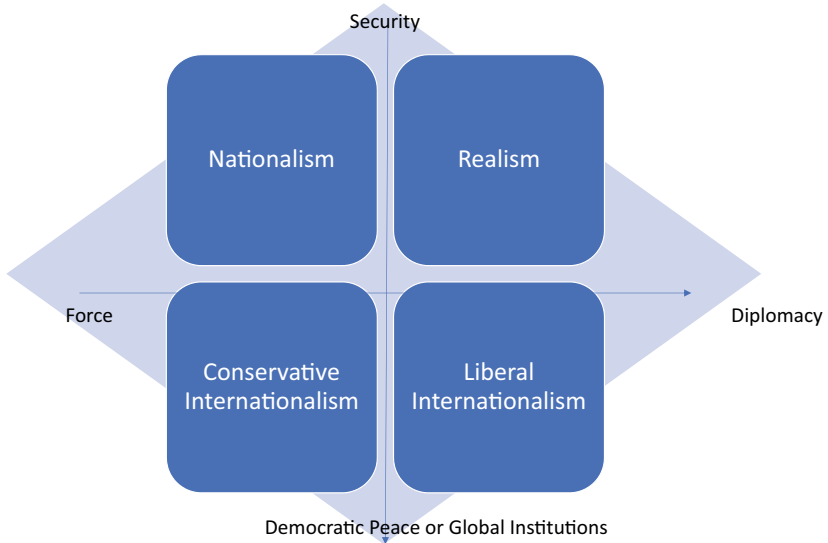 Security
Nationalism
Realism
Force
Diplomacy
Conservative
Internationalism
Liberal
Internationalism
Democratic Peace or Global Institutions